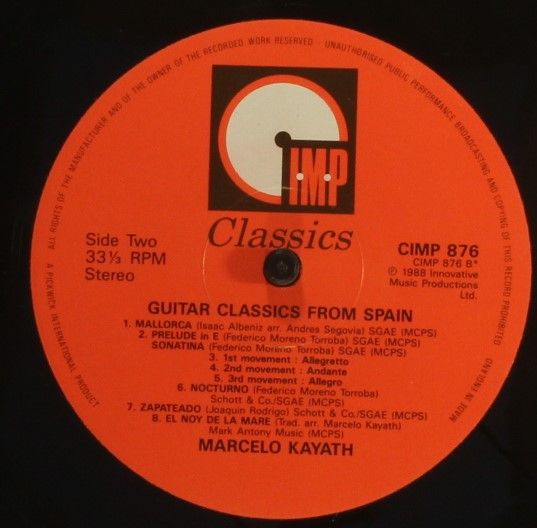 ALL RIGHTS OF THE MANUFACTURER AND OF THE OWNER OF THE RECORDED WORK RESERVED · UNAUTHORISED PUBLIC PERFORMANCE BROADCASTING AND COPYING OF THIS RECORD PROHIBITED
I·M·P
Classics
Side Two
33⅓ RPM
Stereo
CIMP 876
CIMP 876 B*
℗ 1988 Innovative
Music Productions
Ltd.
GUITAR CLASSICS FROM SPAIN
1. MALLORCA (Isaac Albeniz arr. Andres Segovia) SGAE (MCPS)
2. PRELUDE in E (Federico Moreno Torroba) SGAE (MCPS)
SONATINA (Federico Moreno Torroba) SGAE (MCPS)
3. 1st movement : Allegretto
4. 2nd movement : Andante
5. 3rd movement : Allegro
6. NOCTURNO (Federico Moreno Torroba)
Schott & Co./SGAE (MCPS)
7. ZAPATEADO (Joaquin Rodrigo) Schott & Co./SGAE (MCPS)
8. EL NOY DE LA MARE (Trad. arr. Marcelo Kayath)
Mark Antony Music (MCPS)
MARCELO KAYATH
A PICKWICK INTERNATIONAL PRODUCT
MADE IN ENGLAND